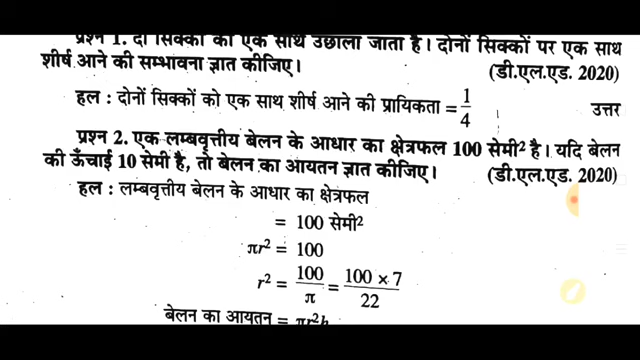 प्रश्न 1. दो सिक्कों को एक साथ उछाला जाता है। दोनों सिक्कों पर एक साथ
शीर्ष आने की सम्भावना ज्ञात कीजिए। (डी.एल.एड. 2020)
हल : दोनों सिक्कों को एक साथ शीर्ष आने की प्रायिकता = 1/4 उत्तर
प्रश्न 2. एक लम्बवृत्तीय बेलन के आधार का क्षेत्रफल 100 सेमी² है। यदि बेलन
की ऊँचाई 10 सेमी है, तो बेलन का आयतन ज्ञात कीजिए। (डी.एल.एड. 2020)
हल : लम्बवृत्तीय बेलन के आधार का क्षेत्रफल
= 100 सेमी²
πr² = 100
r² = 100/π = (100 × 7)/22
बेलन का आयतन = πr²h